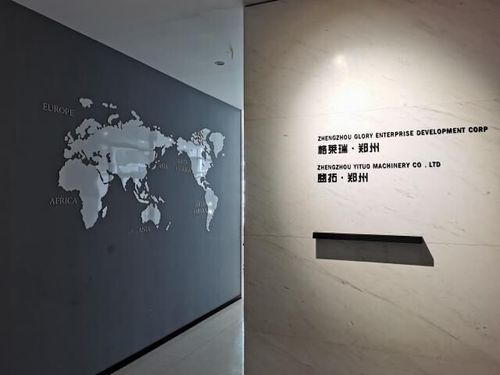 EUROPE
AFRICA
ZHENGZHOU GLORY ENTERPRISE DEVELOPMENT CORP
格莱瑞·郑州
ZHENGZHOU YITUO MACHINERY CO . LTD
拓·郑州